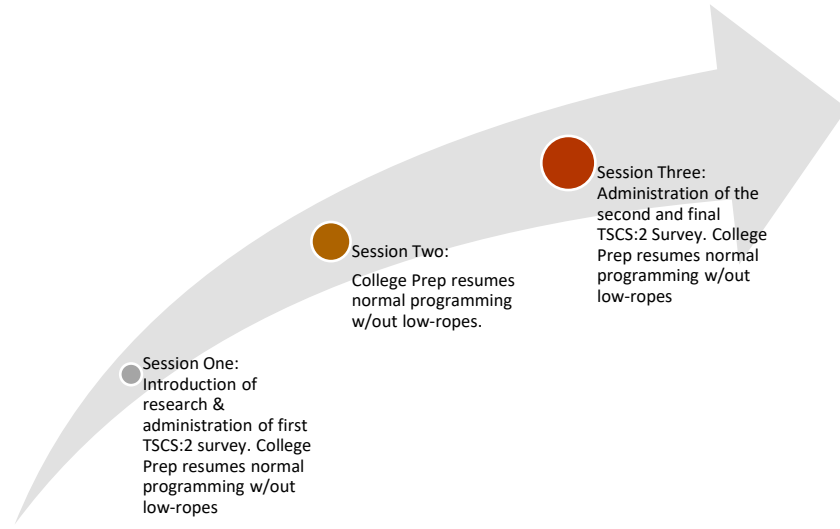 Session One:
Introduction of
research &
administration of first
TSCS:2 survey. College
Prep resumes normal
programming w/out
low-ropes
Session Two:
College Prep resumes
normal programming
w/out low-ropes.
Session Three:
Administration of the
second and final
TSCS:2 Survey. College
Prep resumes normal
programming w/out
low-ropes